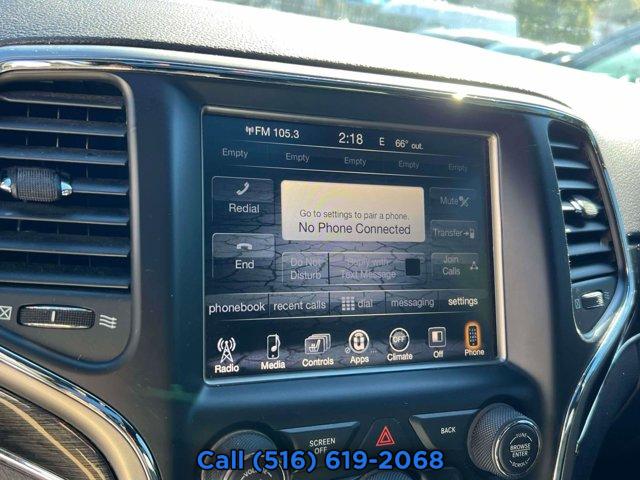 FM 105.3 2:18 E 66° out.
Empty Empty Empty Empty Empty
Redial
Go to settings to pair a phone.
No Phone Connected
Mute
Transfer
End
Do Not
Disturb
Reply with
Text Message
Join
Calls
phonebook recent calls dial messaging settings
OFF
Radio Media Controls Apps Climate Off Phone
SCREEN
OFF
BACK
BROWSE
ENTER
Call (516) 619-2068